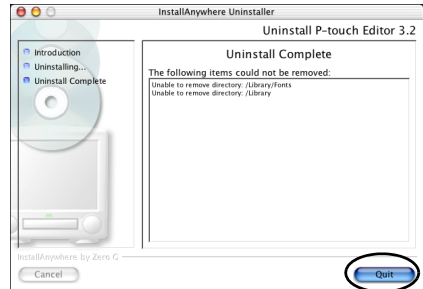 InstallAnywhere Uninstaller
Uninstall P-touch Editor 3.2
Introduction
Uninstalling...
Uninstall Complete
Uninstall Complete
The following items could not be removed:
Unable to remove directory: /Library/Fonts
Unable to remove directory: /Library
InstallAnywhere by Zero G
Cancel
Quit